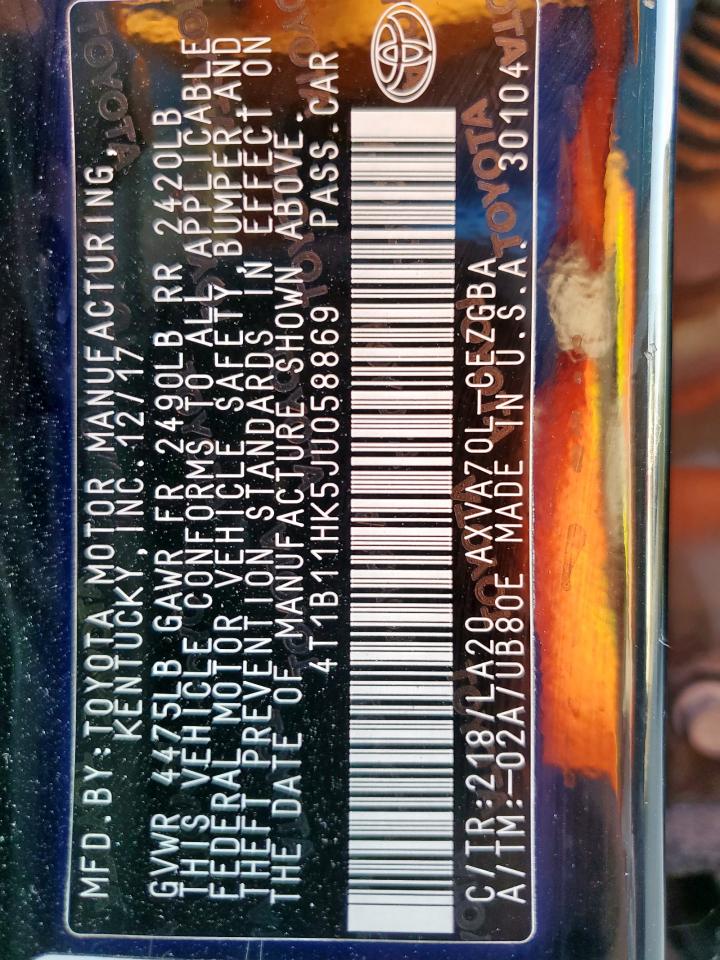 MFD.BY:TOYOTA MOTOR MANUFACTURING,
KENTUCKY, INC. 12/17
GVWR 4475LB GAWR FR 2490LB RR 2420LB
THIS VEHICLE CONFORMS TO ALL APPLICABLE
FEDERAL MOTOR VEHICLE SAFETY, BUMPER AND
THEFT PREVENTION STANDARDS IN EFFECT ON
THE DATE OF MANUFACTURE SHOWN ABOVE.
4T1B11HK5JU058869 PASS.CAR
C/TR:218/LA20 AXVA70L-CEZGBA
A/TM:-02A/UB80E MADE IN U.S.A. 30104